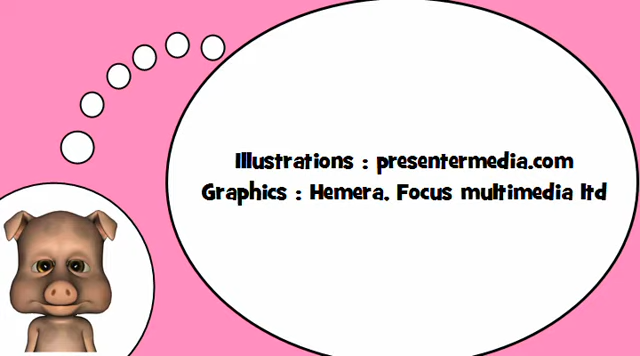 Illustrations : presentermedia.com
Graphics : Hemera. Focus multimedia ltd